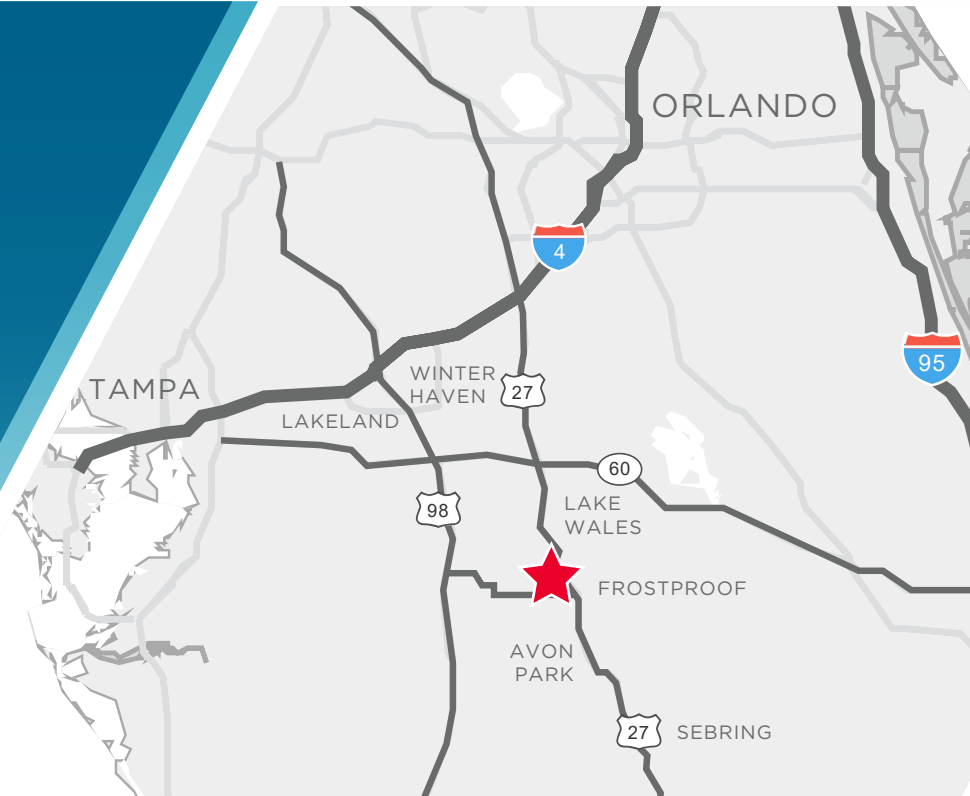 ORLANDO
4
95
TAMPA
WINTER
HAVEN
27
LAKELAND
60
98
LAKE
WALES
FROSTPROOF
AVON
PARK
27
SEBRING